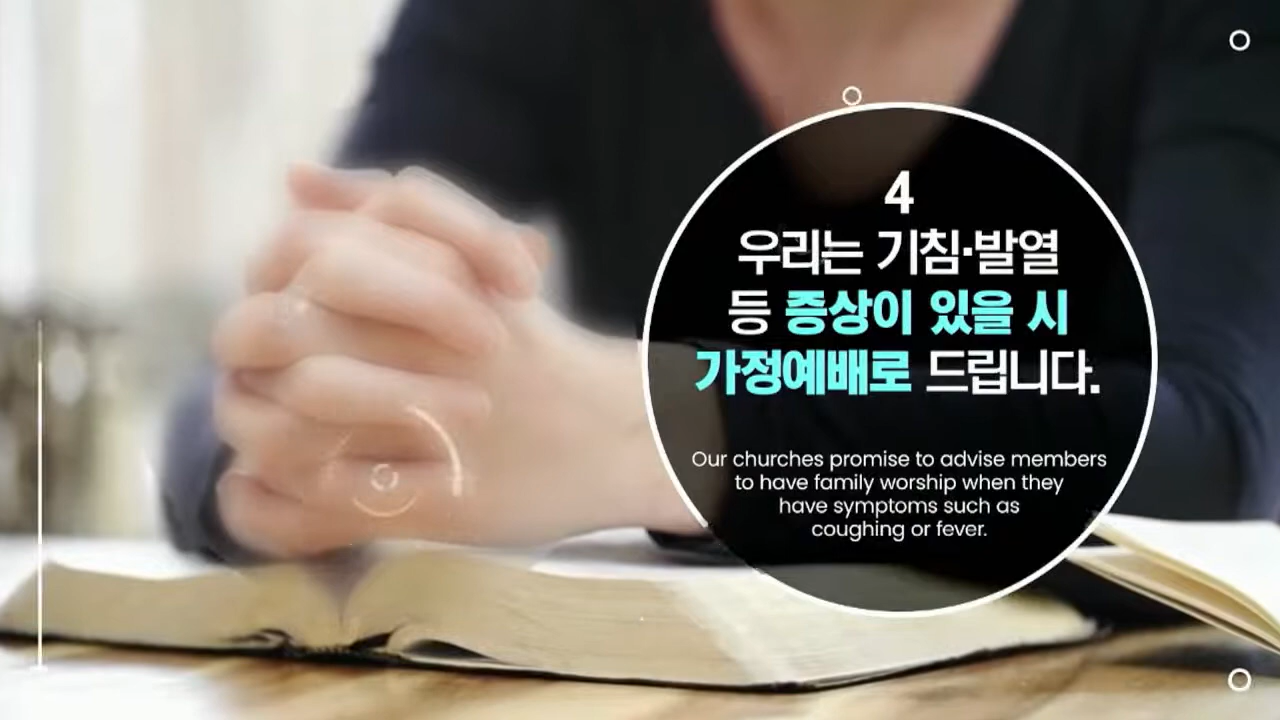 4
우리는 기침·발열
등 증상이 있을 시
가정예배로 드립니다.
Our churches promise to advise members
to have family worship when they
have symptoms such as
coughing or fever.